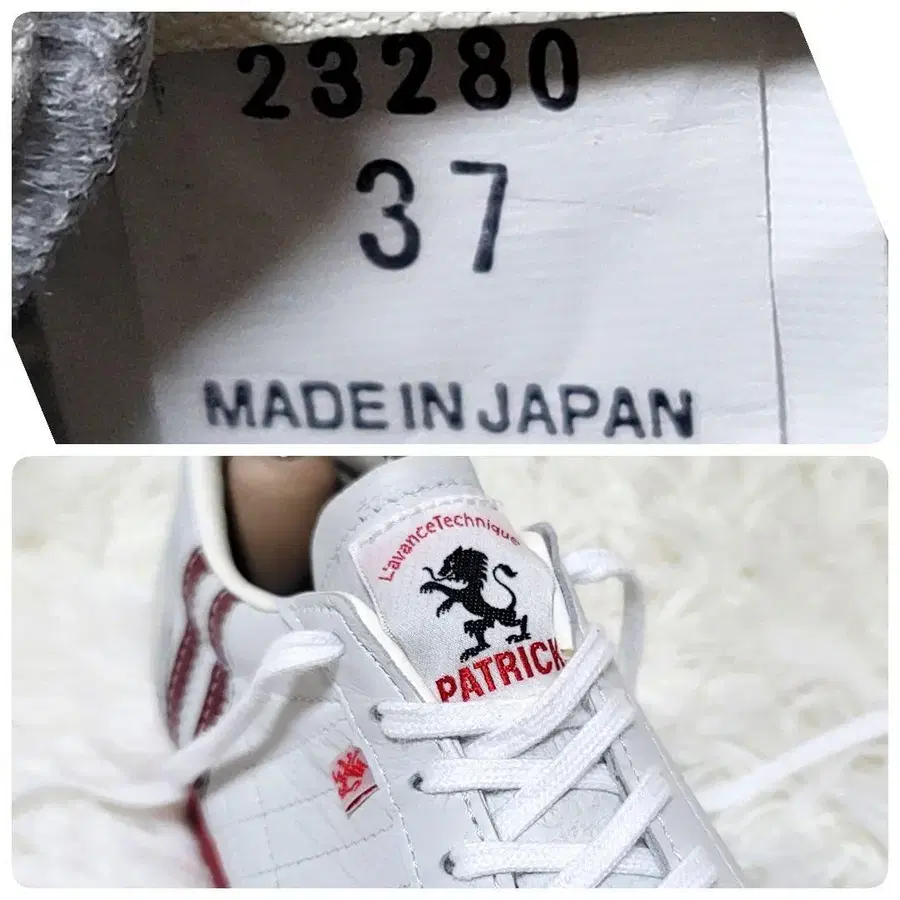 23280
37
MADE IN JAPAN
L'avanceTechnique
PATRICK